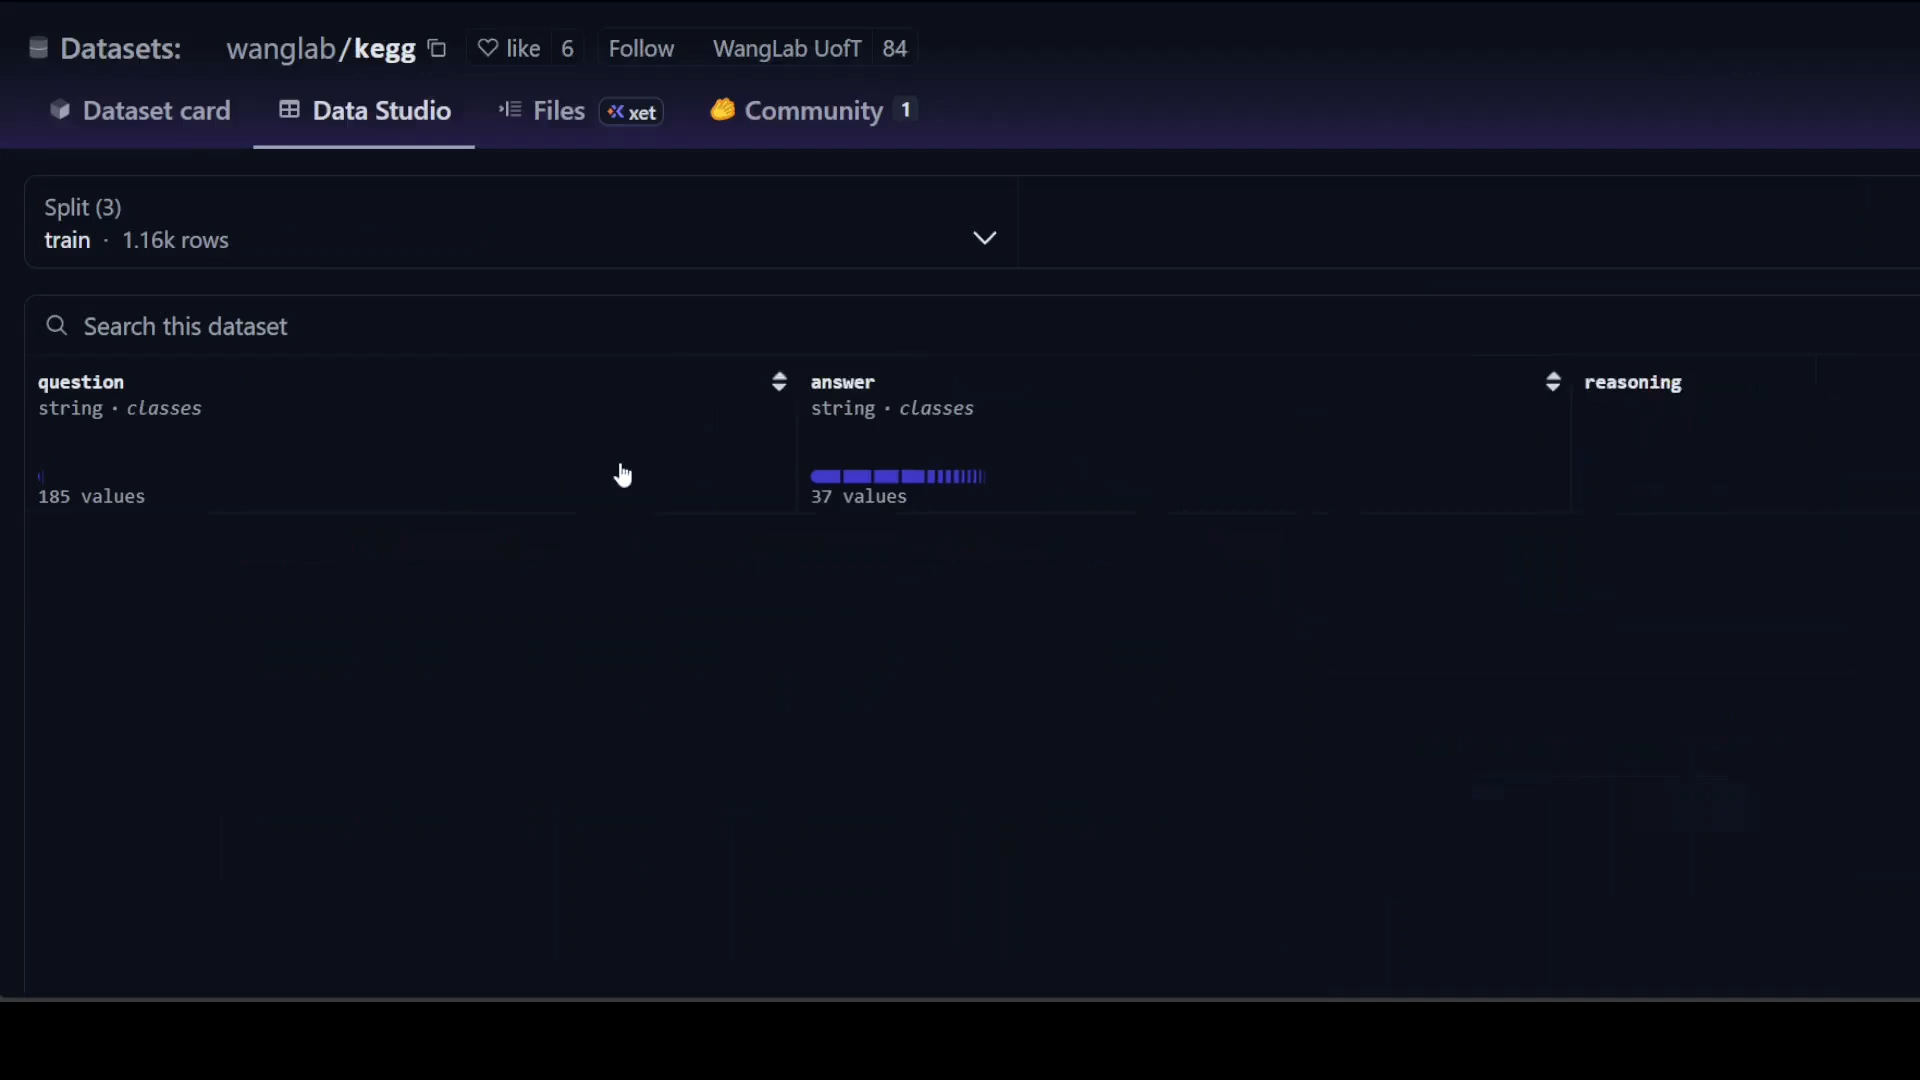 Datasets: wanglab/kegg like 6 Follow WangLab UofT 84
Dataset card Data Studio Files xet Community 1
Split (3)
train · 1.16k rows
Search this dataset
question answer reasoning
string · classes string · classes
185 values 37 values